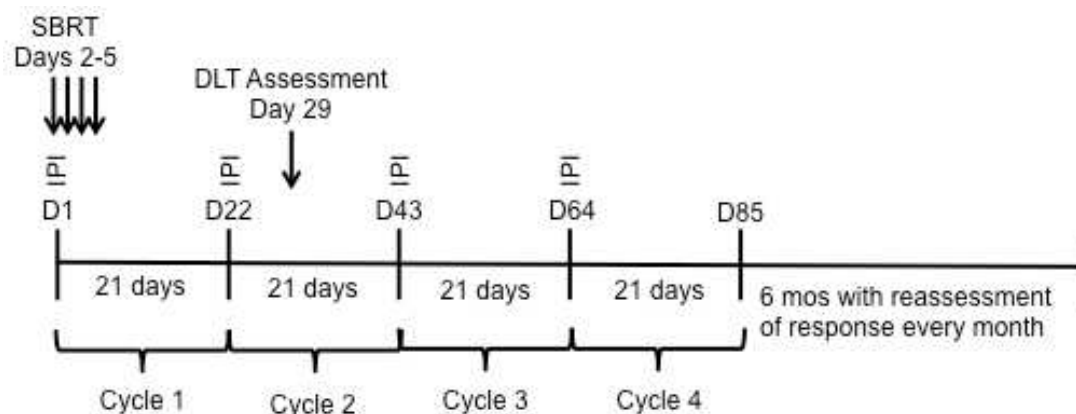 SBRT
Days 2-5
DLT Assessment
Day 29
IPI IPI IPI IPI
D1 D22 D43 D64 D85
21 days 21 days 21 days 21 days
6 mos with reassessment
of response every month
Cycle 1 Cycle 2 Cycle 3 Cycle 4